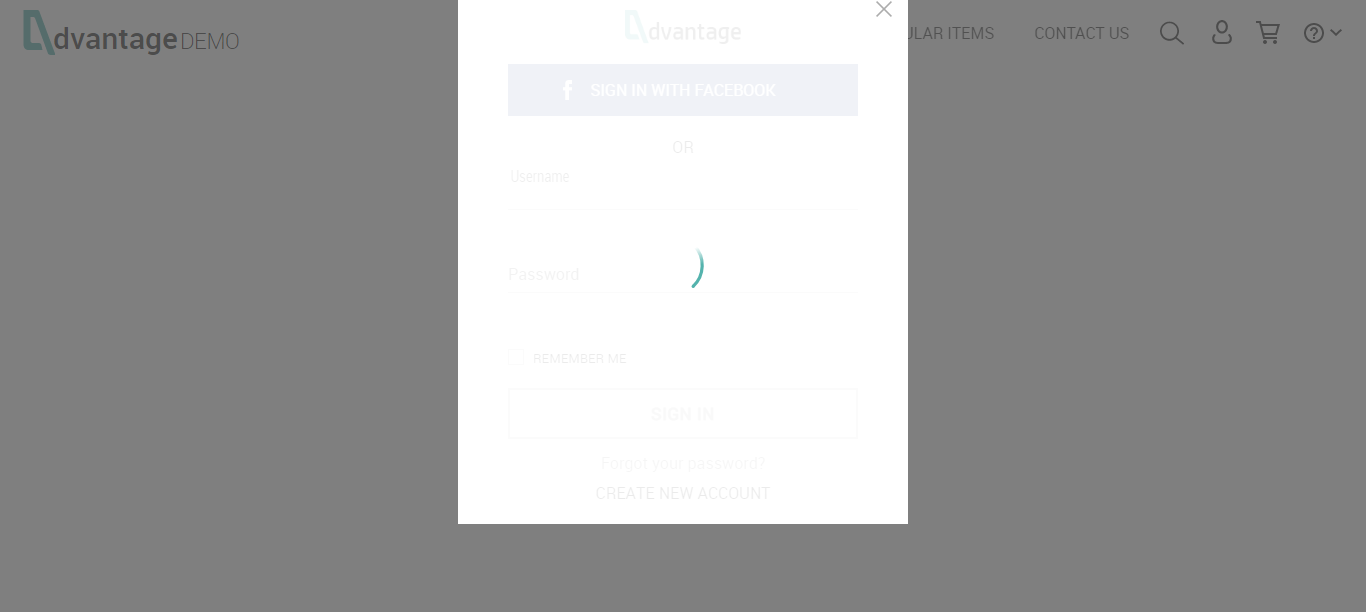 dvantage DEMO
ULAR ITEMS
CONTACT US
dvantage
SIGN IN WITH FACEBOOK
OR
Username
Password
REMEMBER ME
SIGN IN
Forgot your password?
CREATE NEW ACCOUNT